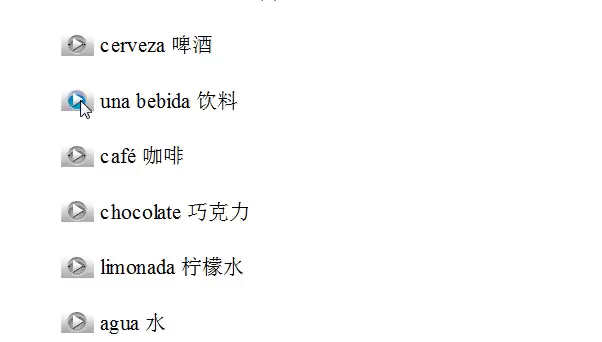 cerveza 啤酒
una bebida 饮料
café 咖啡
chocolate 巧克力
limonada 柠檬水
agua 水